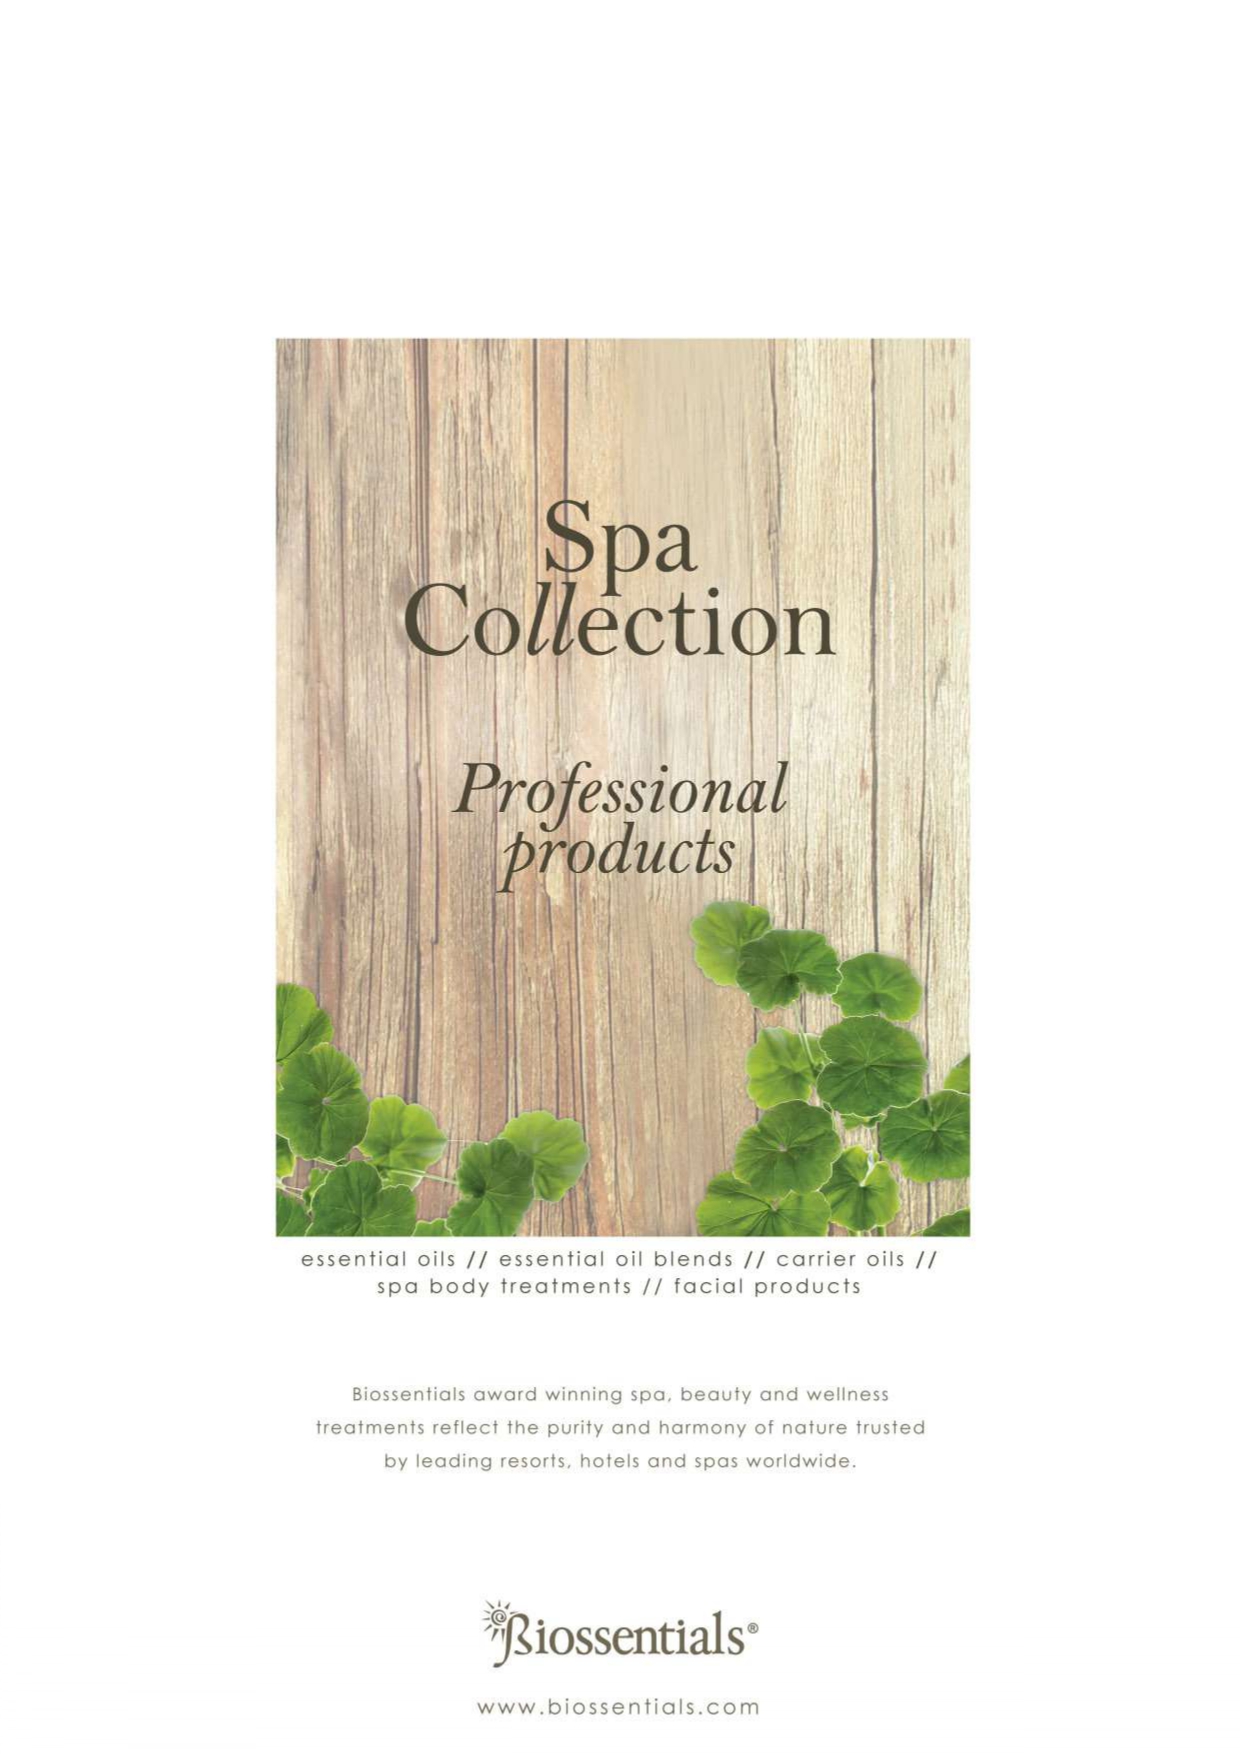 Spa
Collection
Professional
products
essential oils // essential oil blends // carrier oils //
spa body treatments // facial products
Biossentials award winning spa, beauty and wellness
treatments reflect the purity and harmony of nature trusted
by leading resorts, hotels and spas worldwide.
Biossentials®
www.biossentials.com